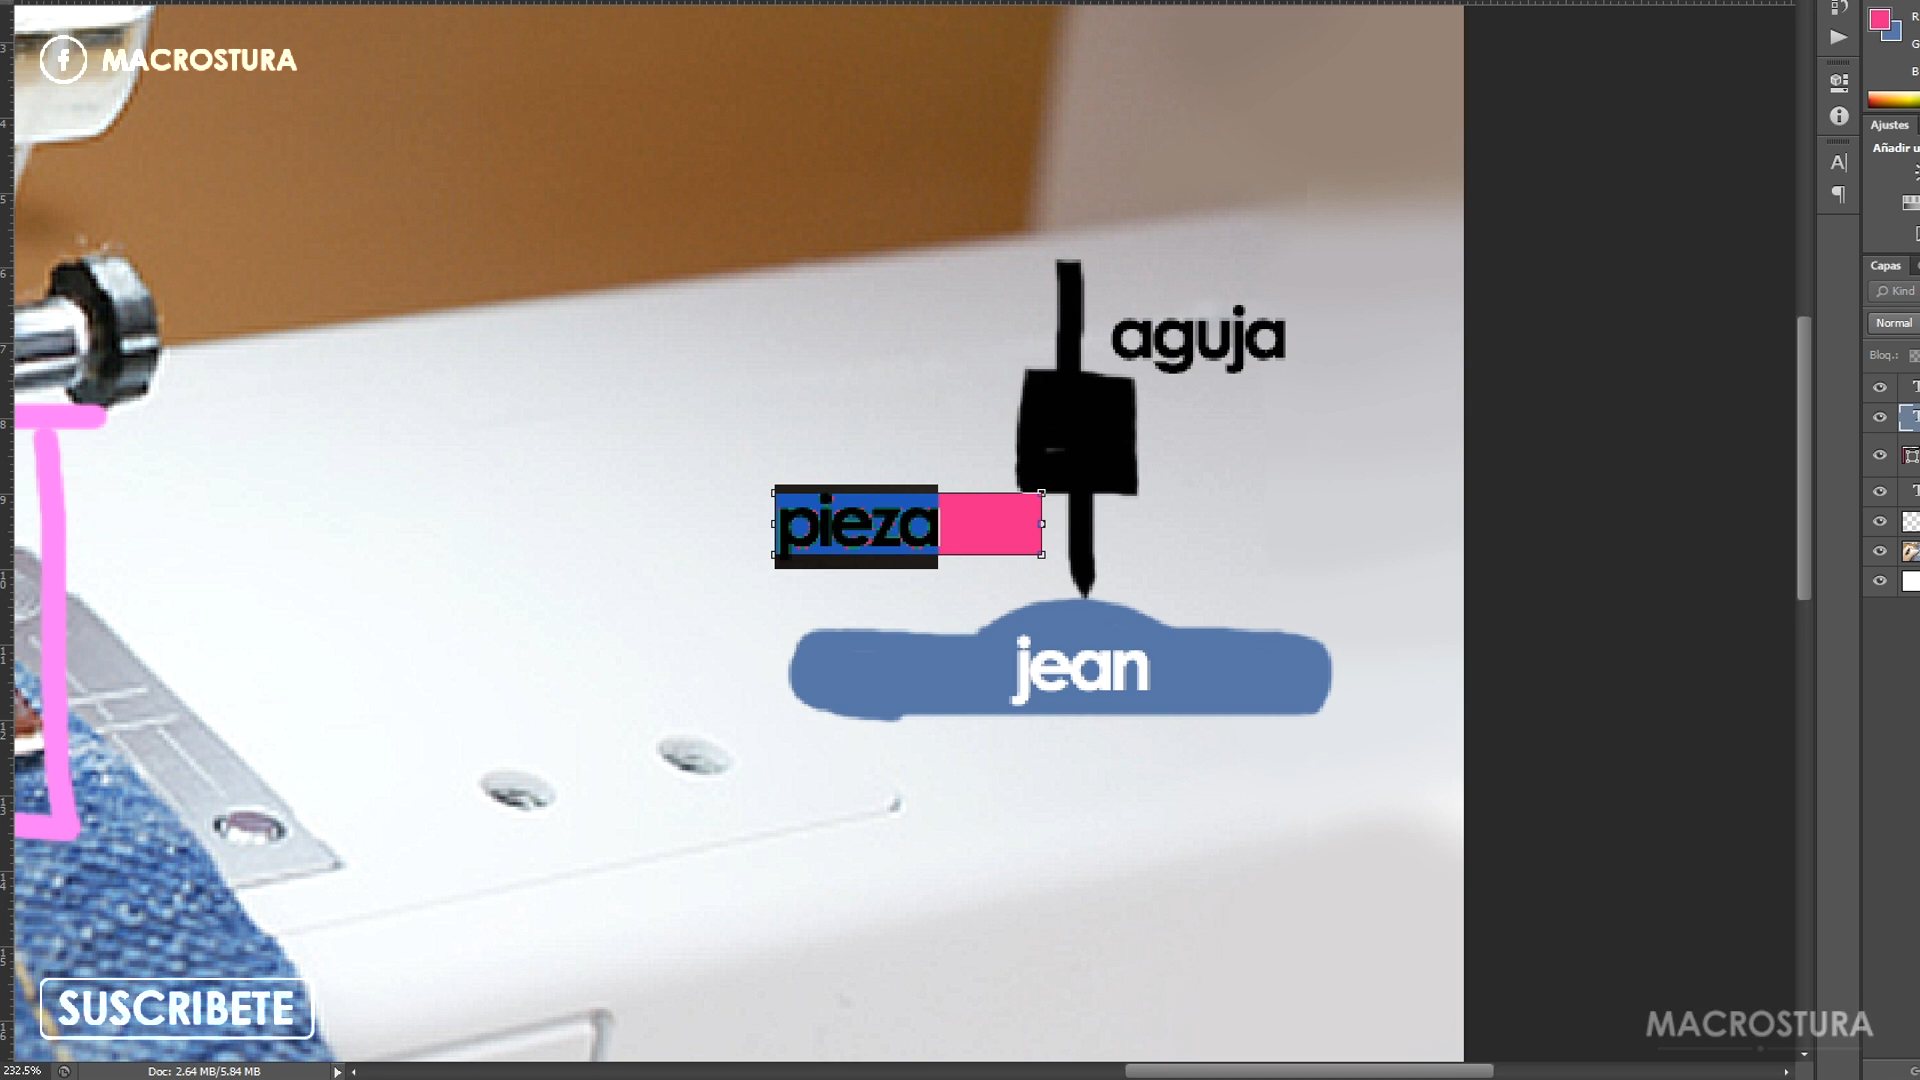 MACROSTURA
R
G
B
Ajustes
Añadir u
Capas
Kind
Normal
Bloq.:
aguja
pieza
jean
SUSCRIBETE
MACROSTURA
232.5%
Doc: 2.64 MB/5.84 MB